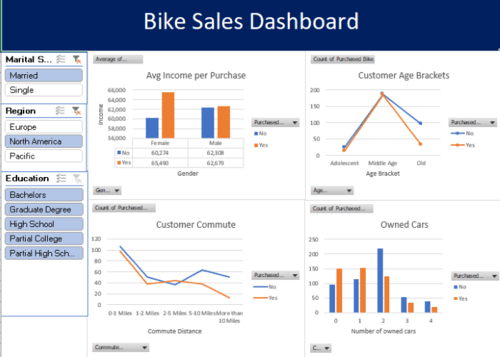 Bike Sales Dashboard
Marital S...
Married
Single
Region
Europe
North America
Pacific
Education
Bachelors
Graduate Degree
High School
Partial College
Partial High Sch...
Average of...
Avg Income per Purchase
66,000
64,000
62,000
60,000
58,000
56,000
Income
Female
Male
No
60,274
62,308
Yes
65,490
62,679
Gender
Purchased...
No
Yes
Gen...
Count of Purchased Bike
Customer Age Brackets
200
150
100
50
0
Adolescent
Middle Age
Old
Age Bracket
Purchased...
No
Yes
Age...
Count of Purchased...
Customer Commute
120
100
80
60
40
20
0
0-1 Miles
1-2 Miles
2-5 Miles
5-10 Miles
More than
10 Miles
Commute Distance
Purchased...
No
Yes
Commute...
Count of Purchased...
Owned Cars
250
200
150
100
50
0
0
1
2
3
4
Number of owned cars
Purchased...
No
Yes
C...